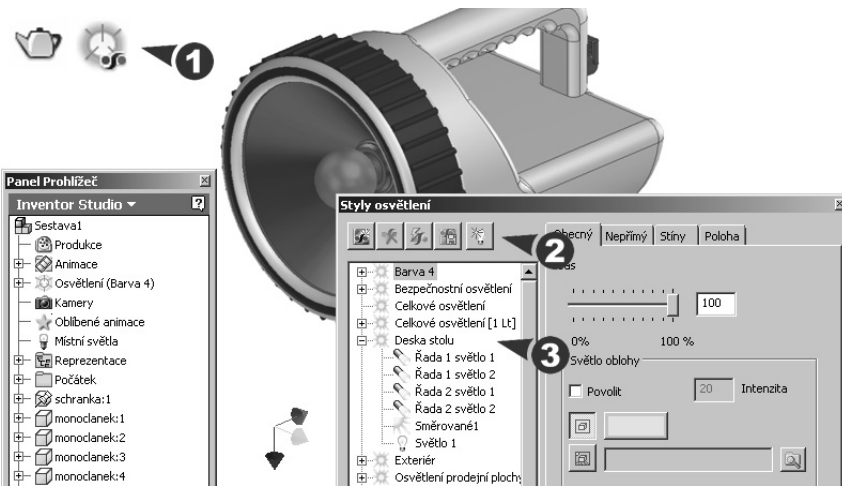 1
Panel Prohlížeč
Inventor Studio
Sestava1
Produkce
Animace
Osvětlení (Barva 4)
Kamery
Oblíbené animace
Místní světla
Reprezentace
Počátek
schranka:1
monoclanek:1
monoclanek:2
monoclanek:3
monoclanek:4
Styly osvětlení
2
Barva 4
Bezpečnostní osvětlení
Celkové osvětlení
Celkové osvětlení [1 Lt]
Deska stolu
3
Řada 1 světlo 1
Řada 1 světlo 2
Řada 2 světlo 1
Řada 2 světlo 2
Směrované1
Světlo 1
Exteriér
Osvětlení prodejní plochy
Obecný Nepřímý Stíny Poloha
100
0% 100 %
Světlo oblohy
Povolit 20 Intenzita